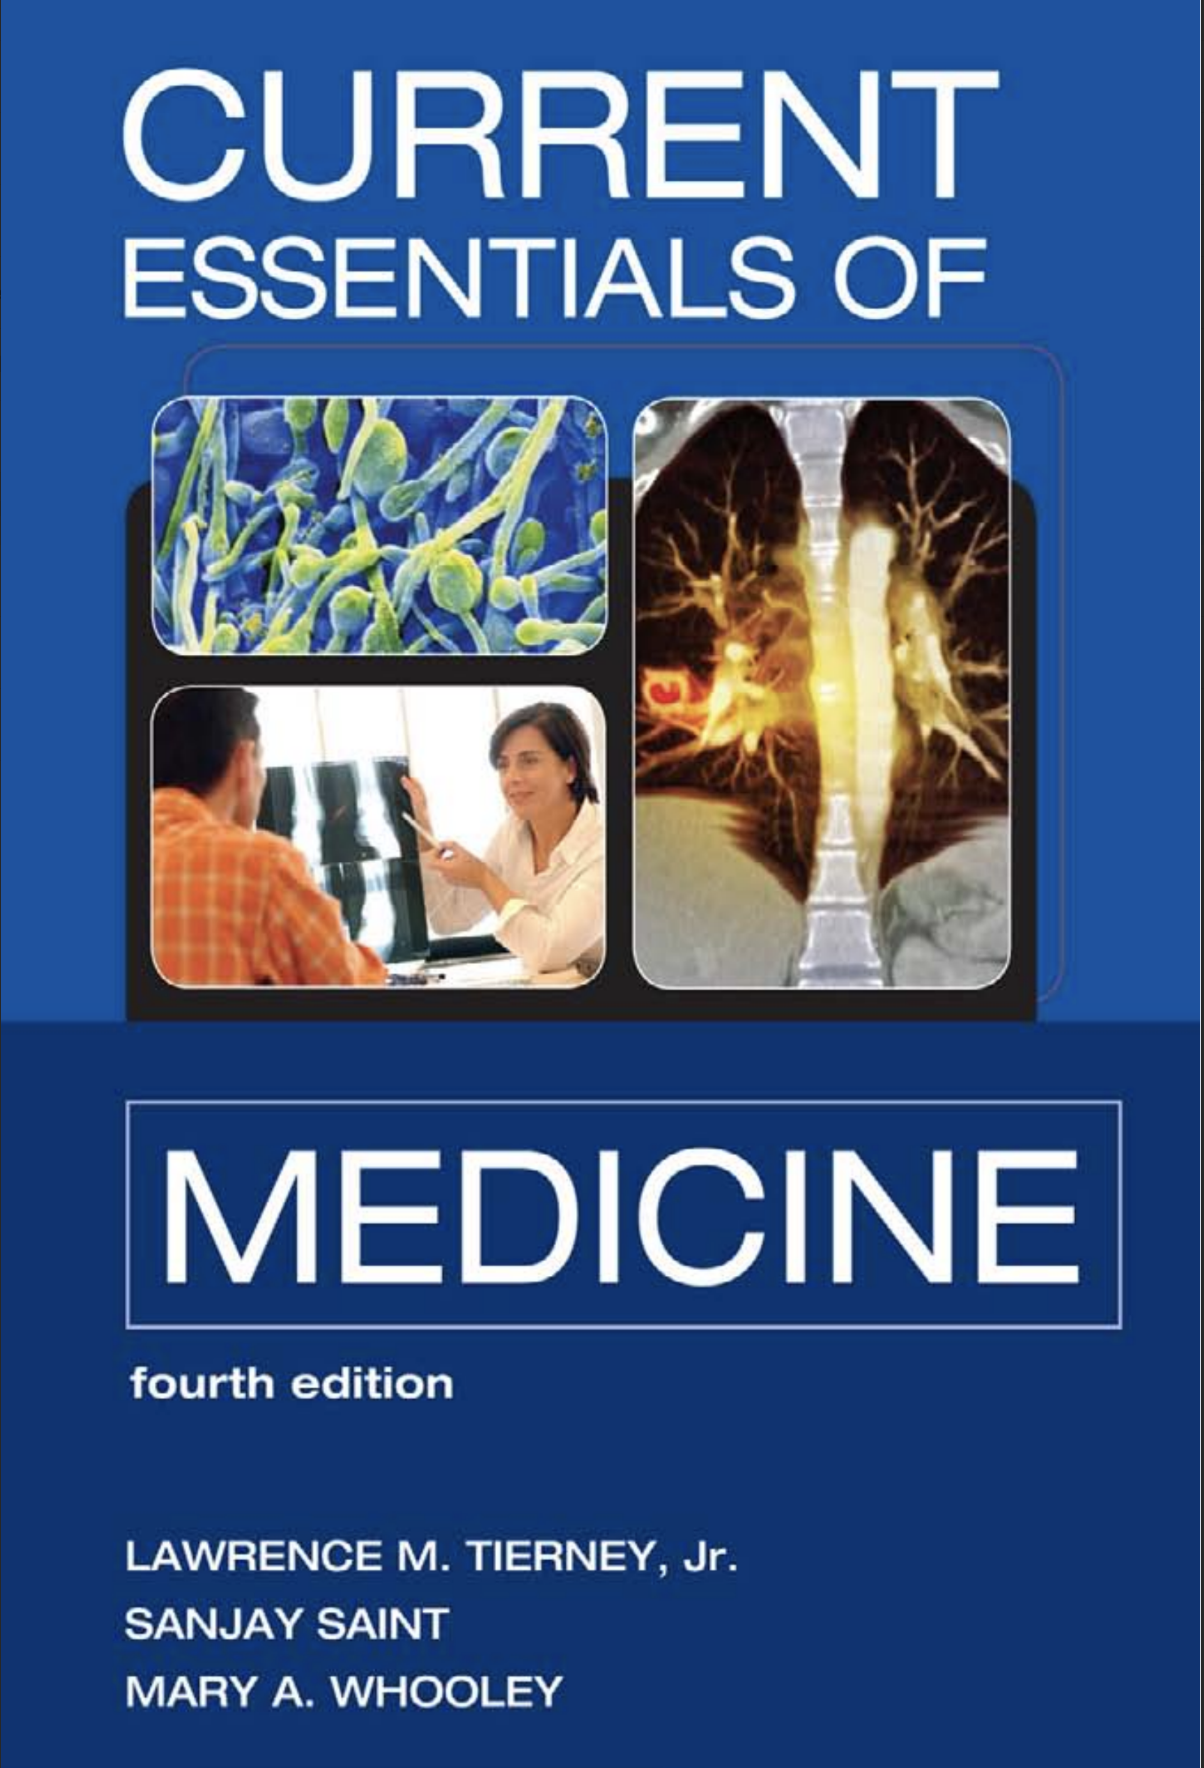 CURRENT
ESSENTIALS OF
MEDICINE
fourth edition
LAWRENCE M. TIERNEY, Jr.
SANJAY SAINT
MARY A. WHOOLEY